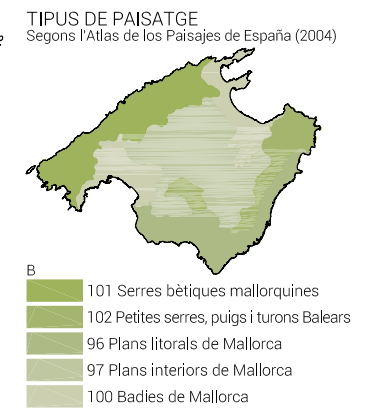 TIPUS DE PAISATGE
Segons l'Atlas de los Paisajes de España (2004)
B
101 Serres bètiques mallorquines
102 Petites serres, puigs i turons Balears
96 Plans litorals de Mallorca
97 Plans interiors de Mallorca
100 Badies de Mallorca